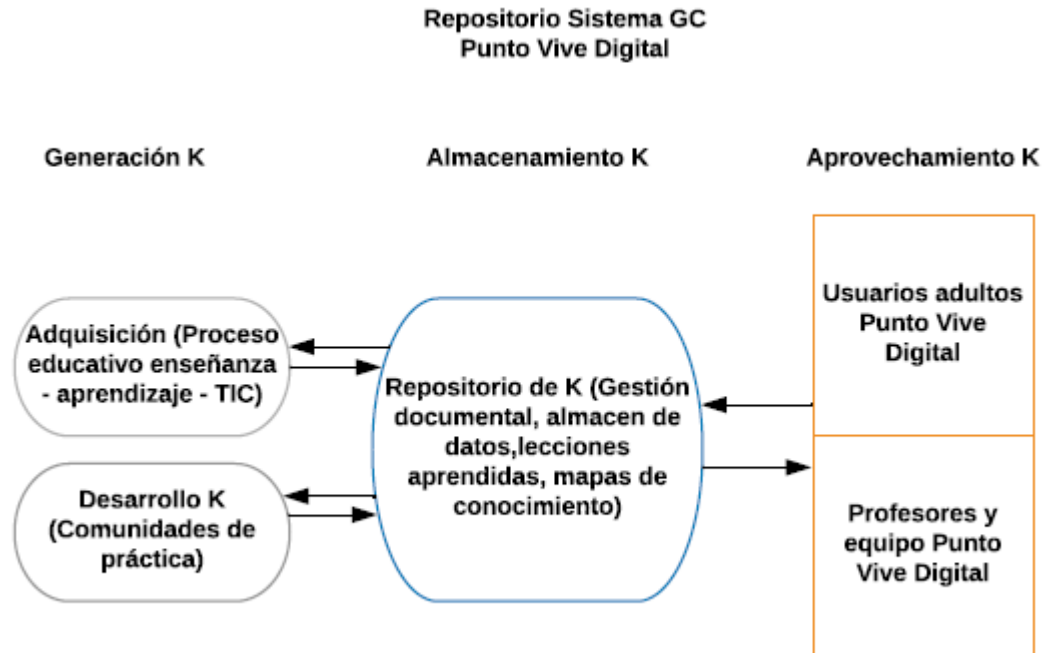 Repositorio Sistema GC
Punto Vive Digital
Generación K
Almacenamiento K
Aprovechamiento K
Adquisición (Proceso
educativo enseñanza
- aprendizaje - TIC)
Desarrollo K
(Comunidades de
práctica)
Repositorio de K (Gestión
documental, almacen de
datos,lecciones
aprendidas, mapas de
conocimiento)
Usuarios adultos
Punto Vive
Digital
Profesores y
equipo Punto
Vive Digital